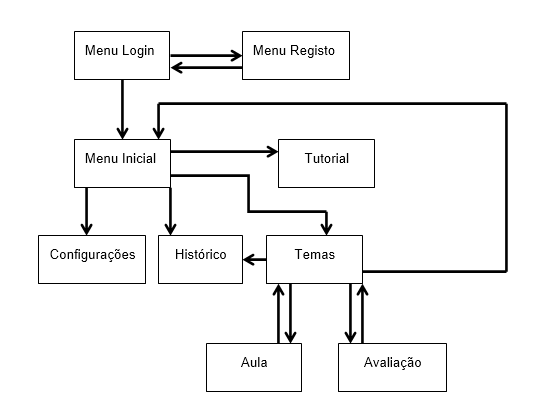 Menu Login
Menu Registo
Menu Inicial
Tutorial
Configurações
Histórico
Temas
Aula
Avaliação